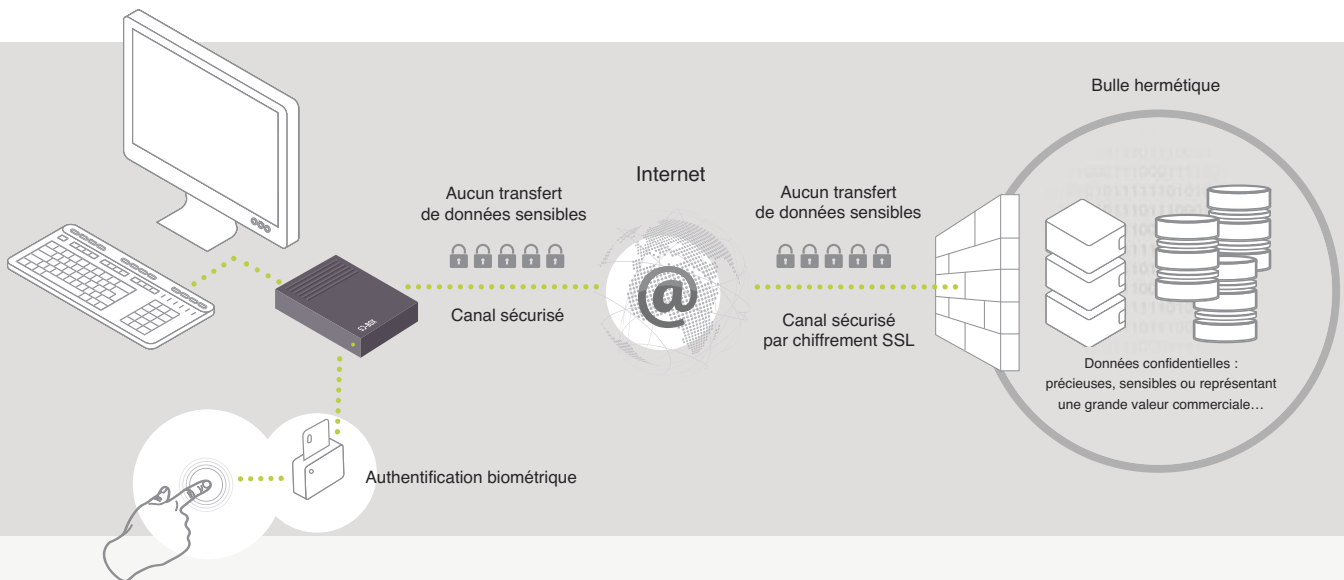 Bulle hermétique
Internet
Aucun transfert
de données sensibles
Aucun transfert
de données sensibles
@
Canal sécurisé
Canal sécurisé
par chiffrement SSL
Données confidentielles :
précieuses, sensibles ou représentant
une grande valeur commerciale…
Authentification biométrique